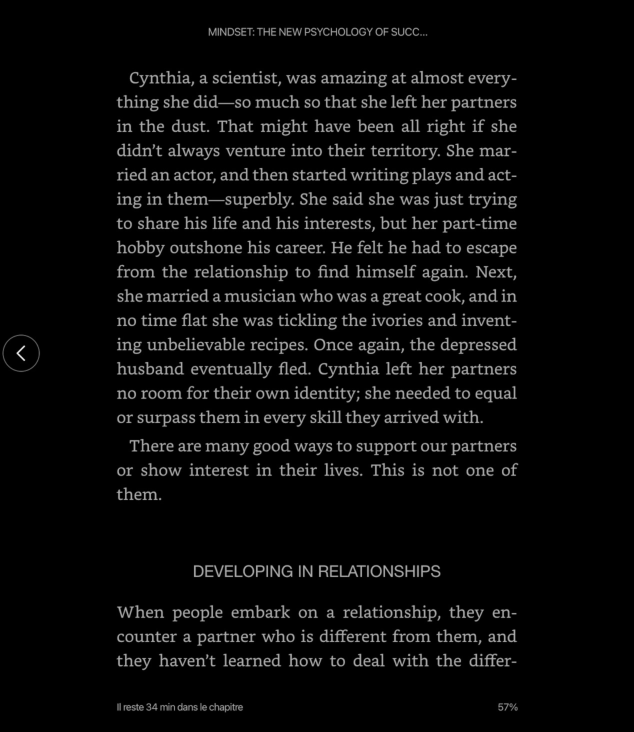 MINDSET: THE NEW PSYCHOLOGY OF SUCC...
Cynthia, a scientist, was amazing at almost every-
thing she did—so much so that she left her partners
in the dust. That might have been all right if she
didn't always venture into their territory. She mar-
ried an actor, and then started writing plays and act-
ing in them—superbly. She said she was just trying
to share his life and his interests, but her part-time
hobby outshone his career. He felt he had to escape
from the relationship to find himself again. Next,
she married a musician who was a great cook, and in
no time flat she was tickling the ivories and invent-
ing unbelievable recipes. Once again, the depressed
husband eventually fled. Cynthia left her partners
no room for their own identity; she needed to equal
or surpass them in every skill they arrived with.
There are many good ways to support our partners
or show interest in their lives. This is not one of
them.
DEVELOPING IN RELATIONSHIPS
When people embark on a relationship, they en-
counter a partner who is different from them, and
they haven't learned how to deal with the differ-
Il reste 34 min dans le chapitre
57%